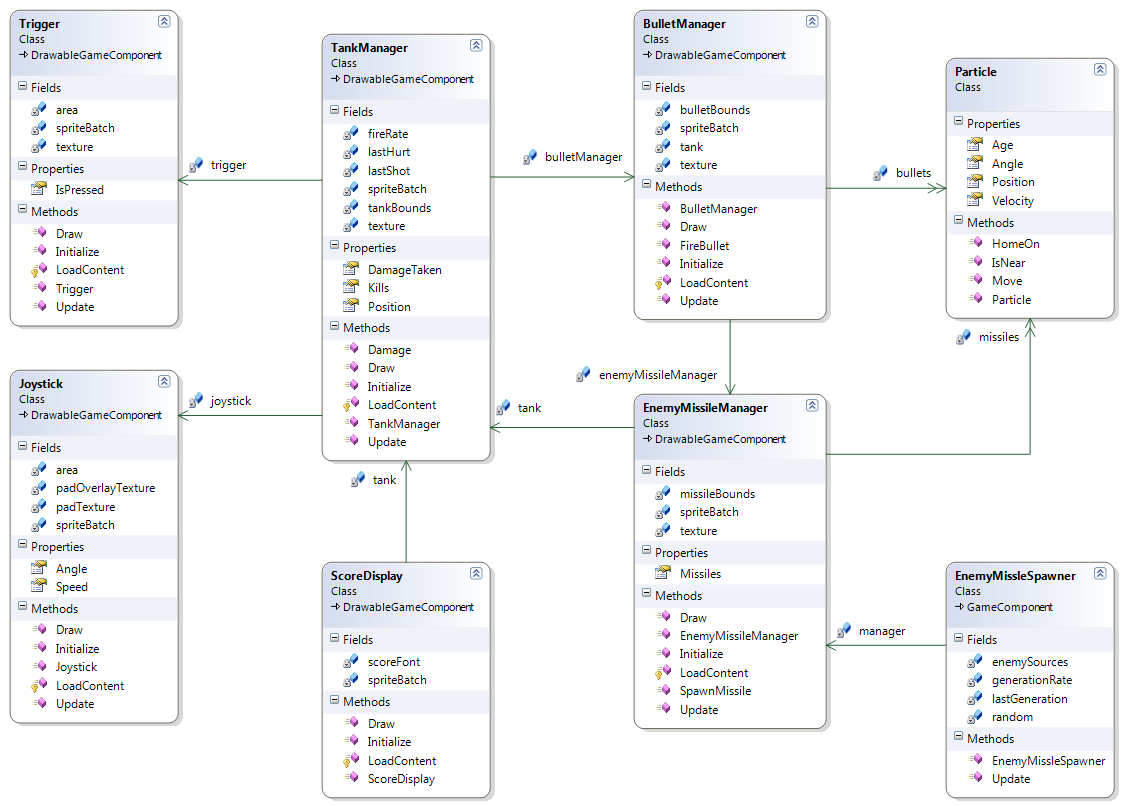 Trigger
Class
DrawableGameComponent
Fields
area
spriteBatch
texture
Properties
IsPressed
Methods
Draw
Initialize
LoadContent
Trigger
Update
trigger
Joystick
Class
DrawableGameComponent
Fields
area
padOverlayTexture
padTexture
spriteBatch
Properties
Angle
Speed
Methods
Draw
Initialize
Joystick
LoadContent
Update
joystick
TankManager
Class
DrawableGameComponent
Fields
fireRate
lastHurt
lastShot
spriteBatch
tankBounds
texture
Properties
DamageTaken
Kills
Position
Methods
Damage
Draw
Initialize
LoadContent
TankManager
Update
tank
ScoreDisplay
Class
DrawableGameComponent
Fields
scoreFont
spriteBatch
Methods
Draw
Initialize
LoadContent
ScoreDisplay
bulletManager
BulletManager
Class
DrawableGameComponent
Fields
bulletBounds
spriteBatch
tank
texture
Methods
BulletManager
Draw
FireBullet
Initialize
LoadContent
Update
enemyMissileManager
tank
EnemyMissileManager
Class
DrawableGameComponent
Fields
missileBounds
spriteBatch
texture
Properties
Missiles
Methods
Draw
EnemyMissileManager
Initialize
LoadContent
SpawnMissile
Update
bullets
Particle
Class
Properties
Age
Angle
Position
Velocity
Methods
HomeOn
IsNear
Move
Particle
missiles
manager
EnemyMissleSpawner
Class
GameComponent
Fields
enemySources
generationRate
lastGeneration
random
Methods
EnemyMissleSpawner
Update